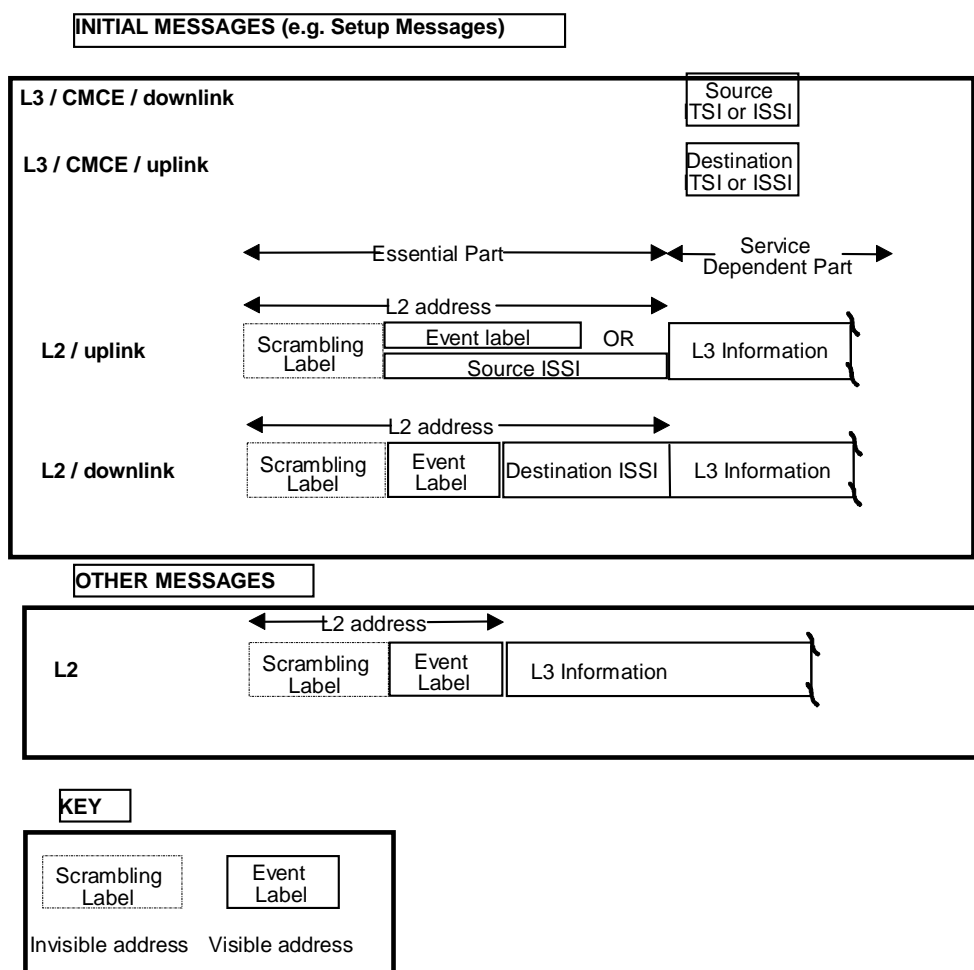 INITIAL MESSAGES (e.g. Setup Messages)
L3 / CMCE / downlink
Source
ITSI or ISSI
L3 / CMCE / uplink
Destination
ITSI or ISSI
Essential Part
Service
Dependent Part
L2 address
L2 / uplink
Scrambling
Label
Event label
OR
Source ISSI
L3 Information
L2 address
L2 / downlink
Scrambling
Label
Event
Label
Destination ISSI
L3 Information
OTHER MESSAGES
L2 address
L2
Scrambling
Label
Event
Label
L3 Information
KEY
Scrambling
Label
Event
Label
Invisible address
Visible address